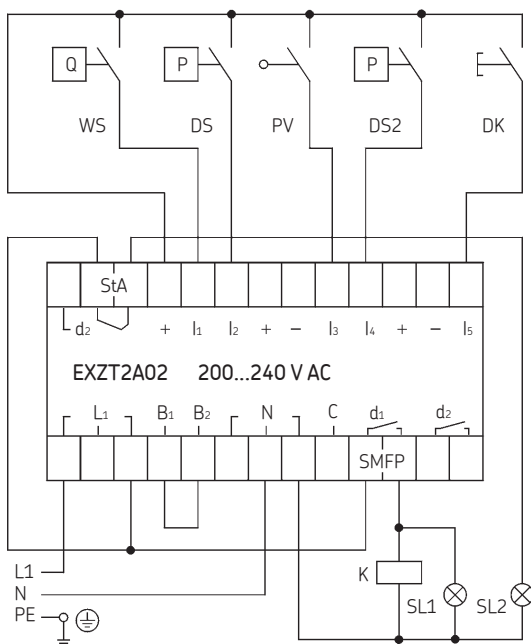 Q P P
WS DS PV DS2 DK
StA
d2 + I1 I2 + − I3 I4 + − I5
EXZT2A02 200...240 V AC
L1 B1 B2 N C d1 d2
SMFP
L1
N
PE
K
SL1 SL2